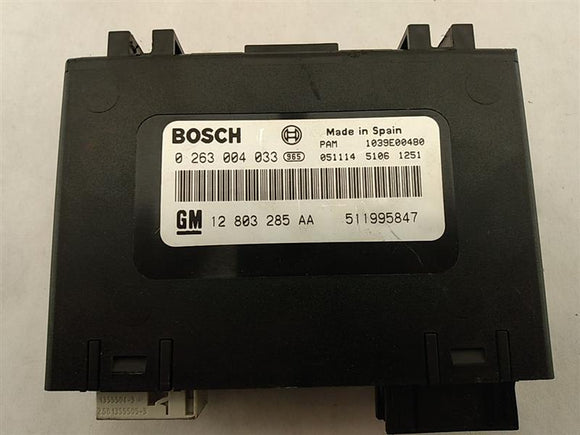 BOSCH
Made in Spain
PAM 1039E00480
0 263 004 033 965
051114 5106 1251
GM 12 803 285 AA 511995847